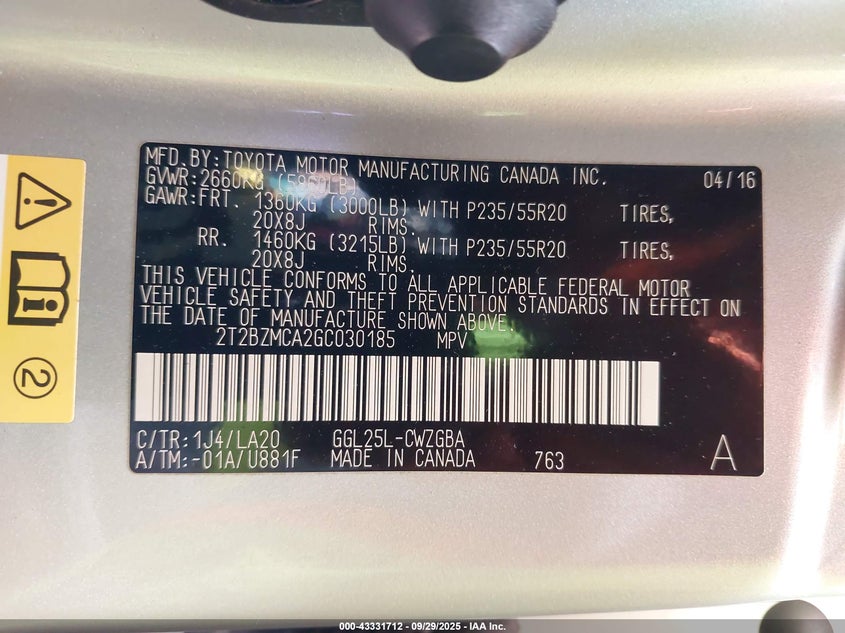 MFD.BY:TOYOTA MOTOR MANUFACTURING CANADA INC. 04/16
GVWR:2660KG (5860LB)
GAWR:FRT. 1360KG (3000LB) WITH P235/55R20 TIRES,
20X8J RIMS.
RR. 1460KG (3215LB) WITH P235/55R20 TIRES,
20X8J RIMS.
THIS VEHICLE CONFORMS TO ALL APPLICABLE FEDERAL MOTOR
VEHICLE SAFETY AND THEFT PREVENTION STANDARDS IN EFFECT ON
THE DATE OF MANUFACTURE SHOWN ABOVE.
2T2BZMCA2GC030185 MPV
C/TR:1J4/LA20 GGL25L-CWZGBA
A/TM:-01A/U881F MADE IN CANADA 763 A
2
000-43331712 - 09/29/2025 - IAA Inc.